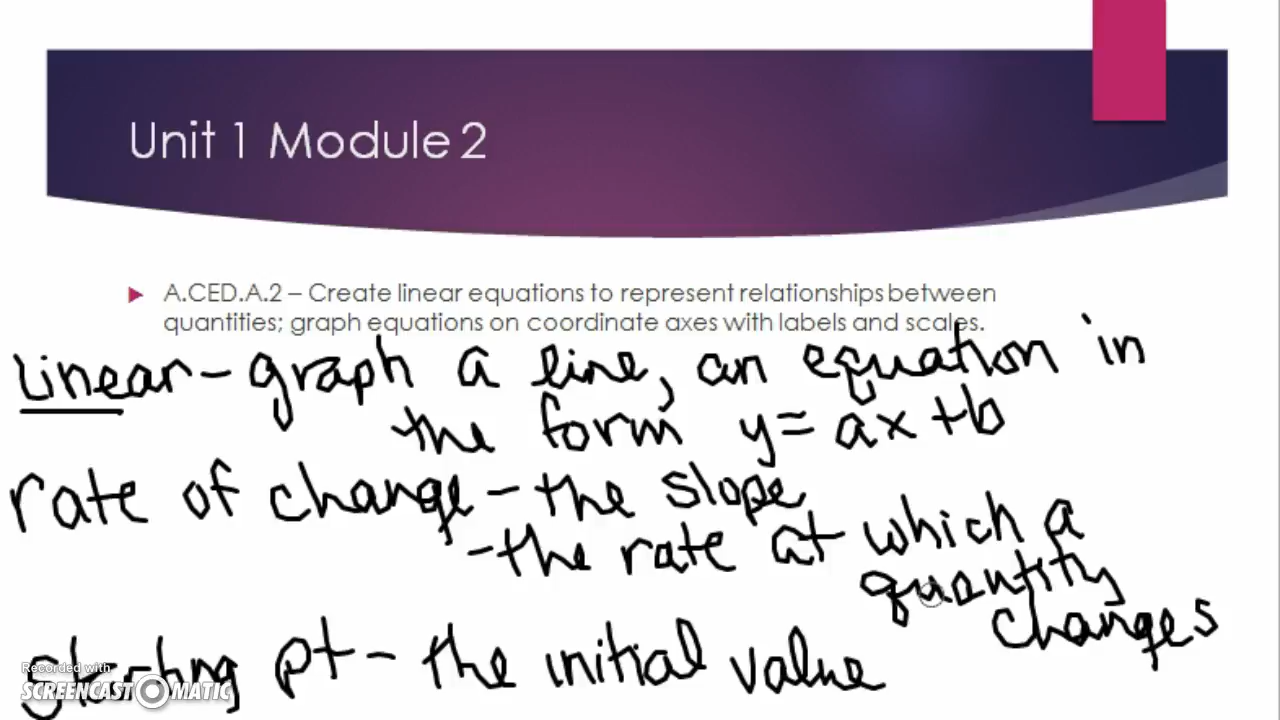 Unit 1 Module 2
A.CED.A.2 – Create linear equations to represent relationships between
quantities; graph equations on coordinate axes with labels and scales.
Linear - graph a line, an equation in
the form y = ax + b
rate of change - the slope
- the rate at which a
quantity
changes
Starting pt - the initial value
Recorded with
SCREENCAST-O-MATIC